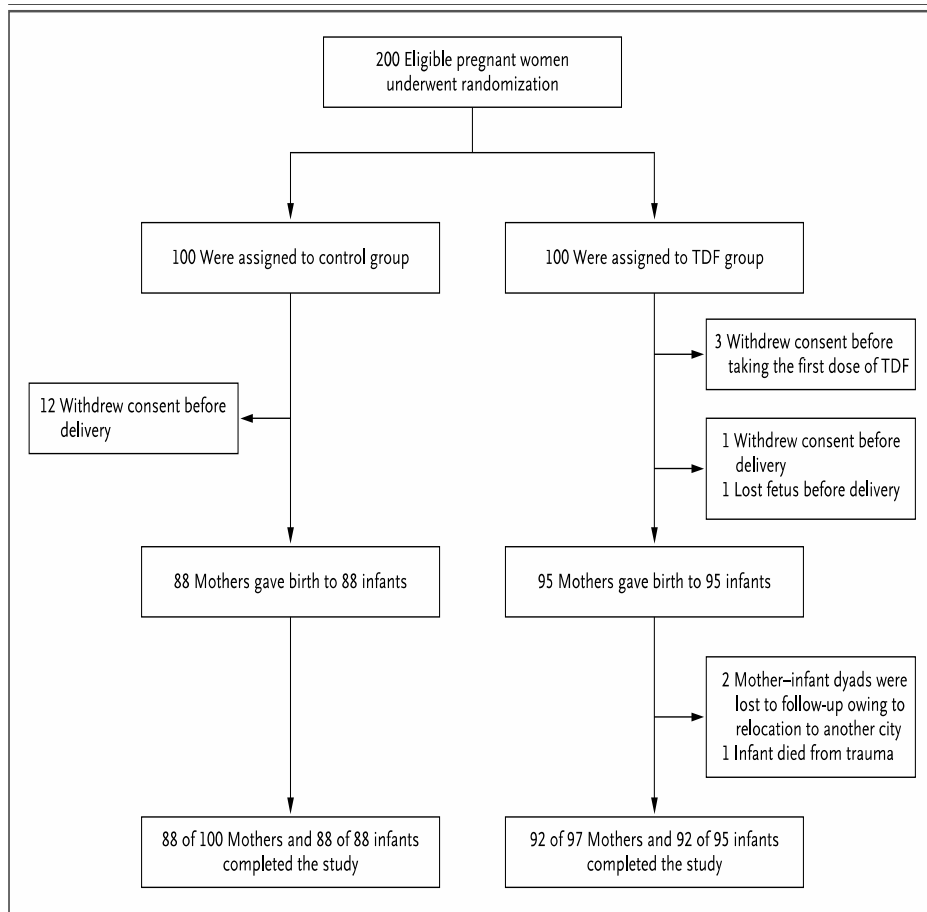 200 Eligible pregnant women
underwent randomization
100 Were assigned to control group
100 Were assigned to TDF group
3 Withdrew consent before
taking the first dose of TDF
12 Withdrew consent before
delivery
1 Withdrew consent before
delivery
1 Lost fetus before delivery
88 Mothers gave birth to 88 infants
95 Mothers gave birth to 95 infants
2 Mother–infant dyads were
lost to follow-up owing to
relocation to another city
1 Infant died from trauma
88 of 100 Mothers and 88 of 88 infants
completed the study
92 of 97 Mothers and 92 of 95 infants
completed the study